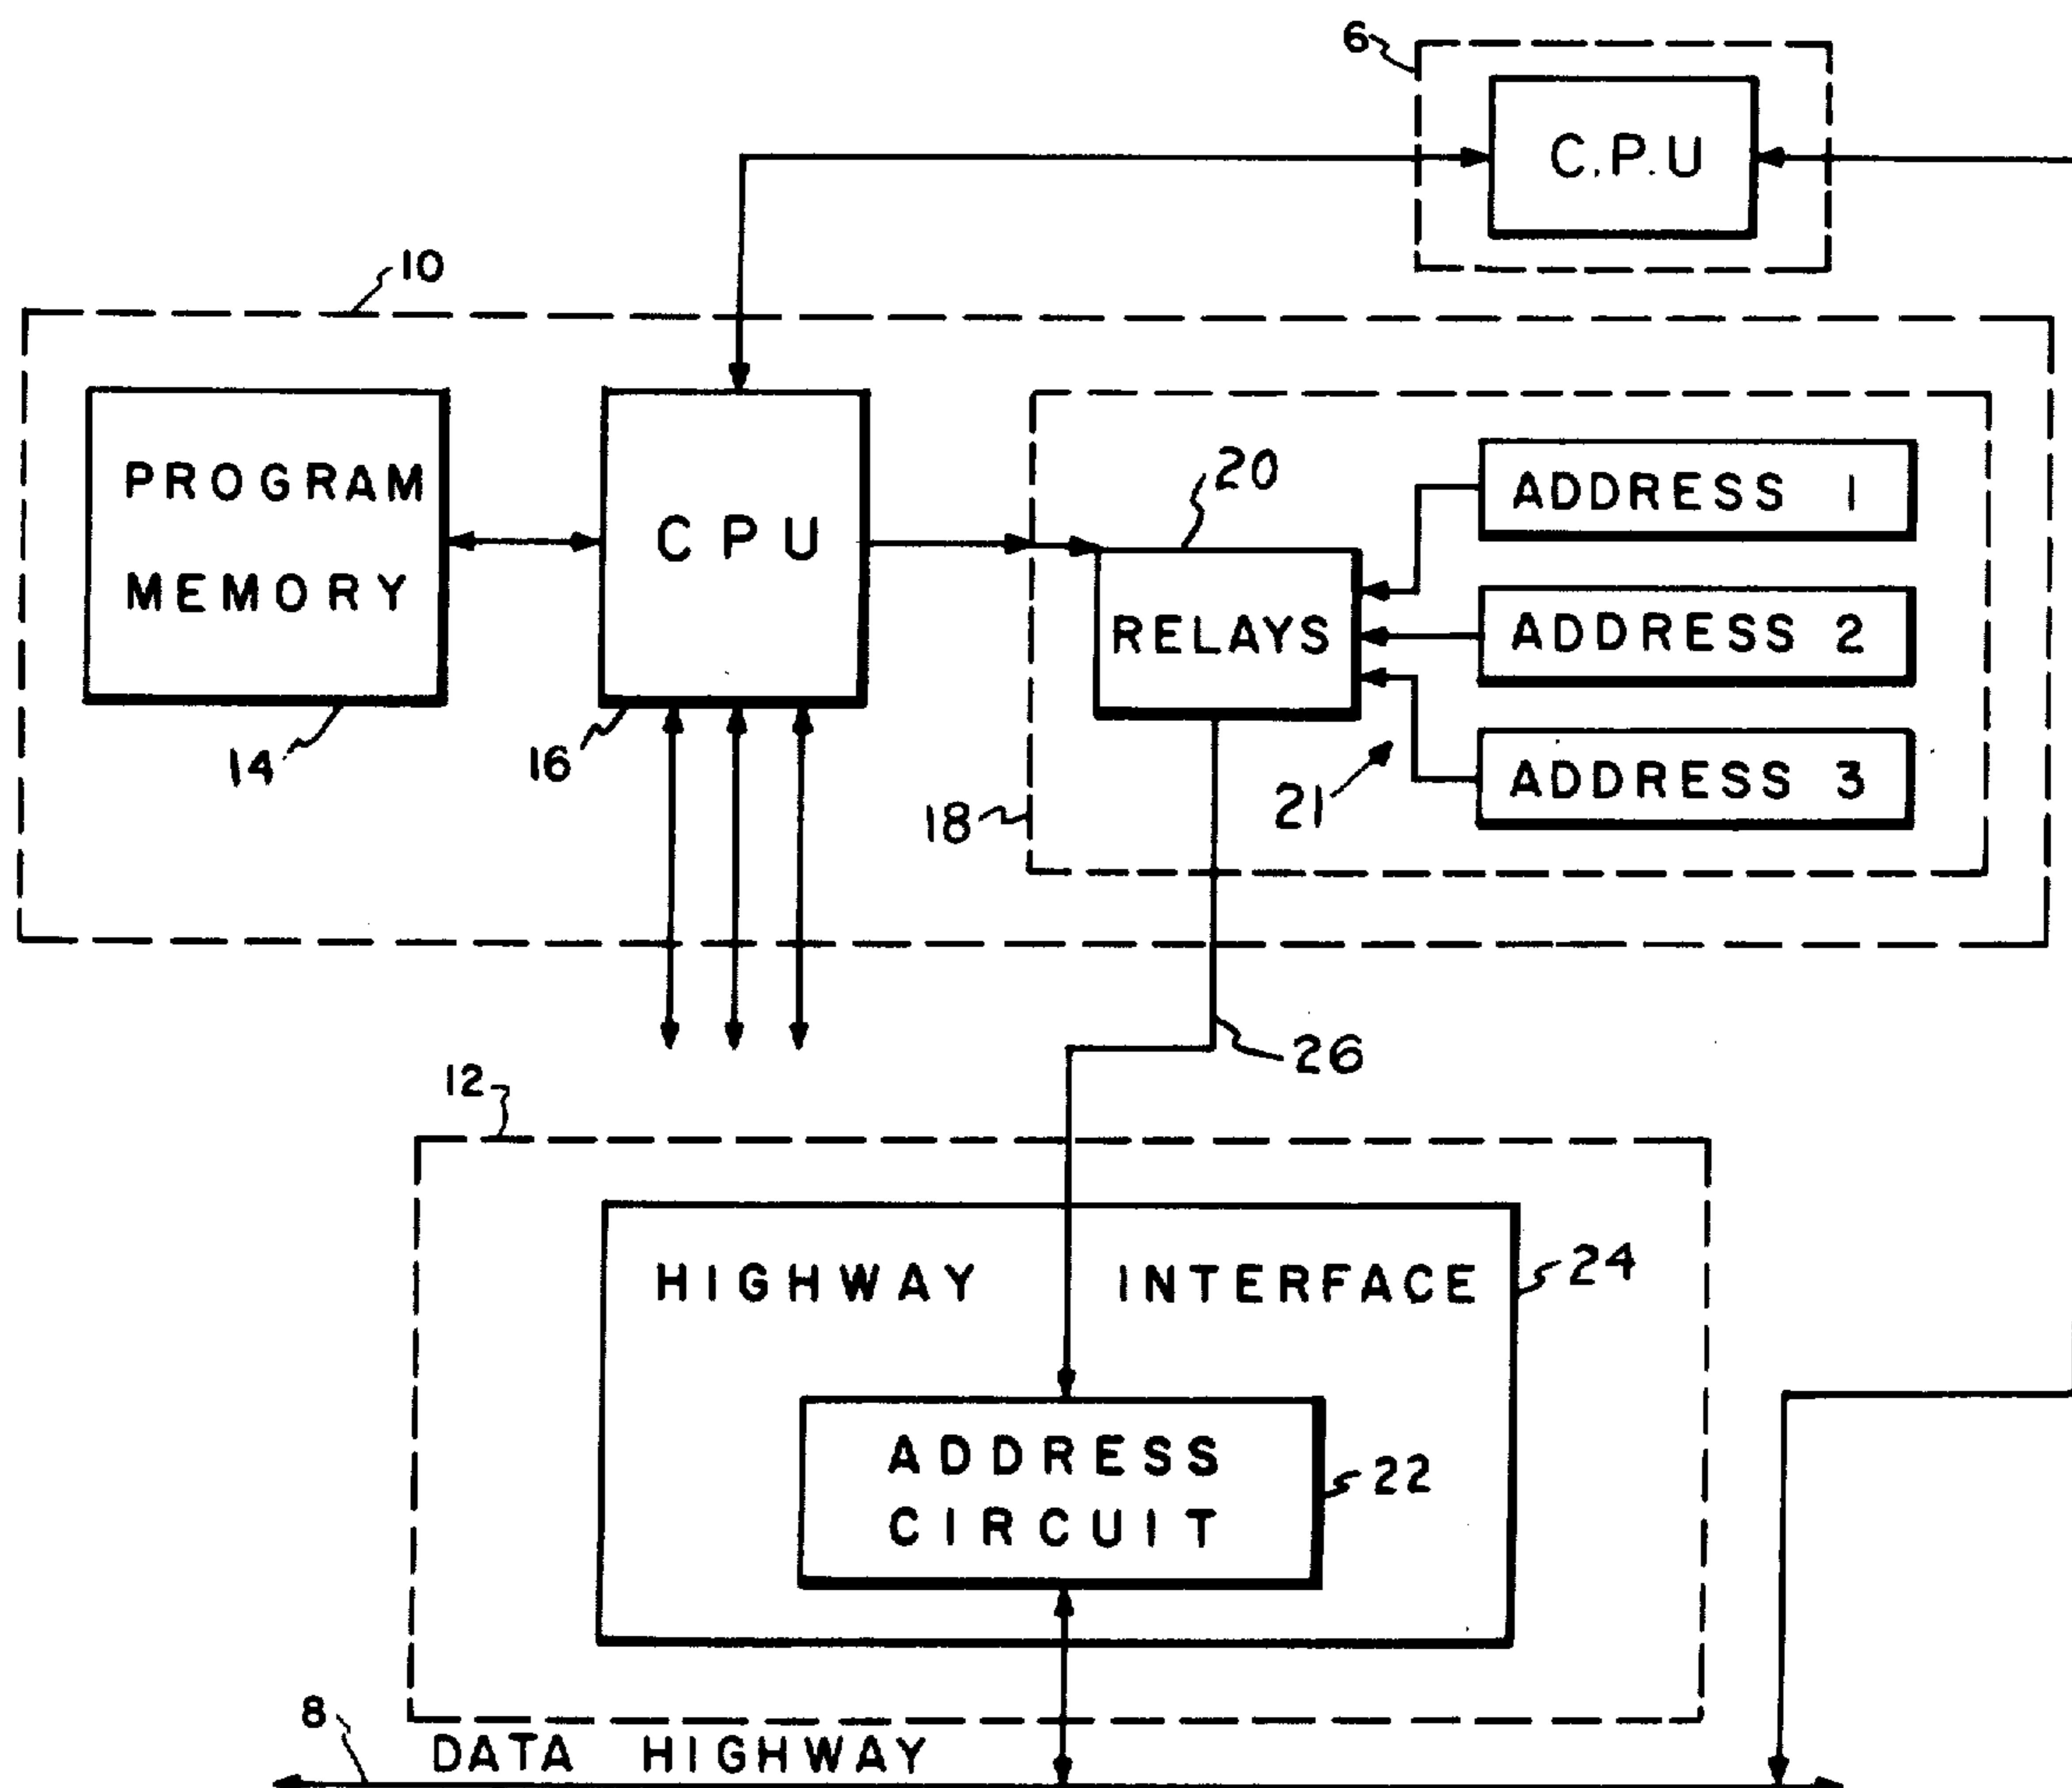 6
C.P.U
10
PROGRAM
MEMORY
CPU
20
RELAYS
ADDRESS 1
ADDRESS 2
ADDRESS 3
14
16
18
21
26
12
HIGHWAY INTERFACE
24
ADDRESS
CIRCUIT
22
8
DATA HIGHWAY